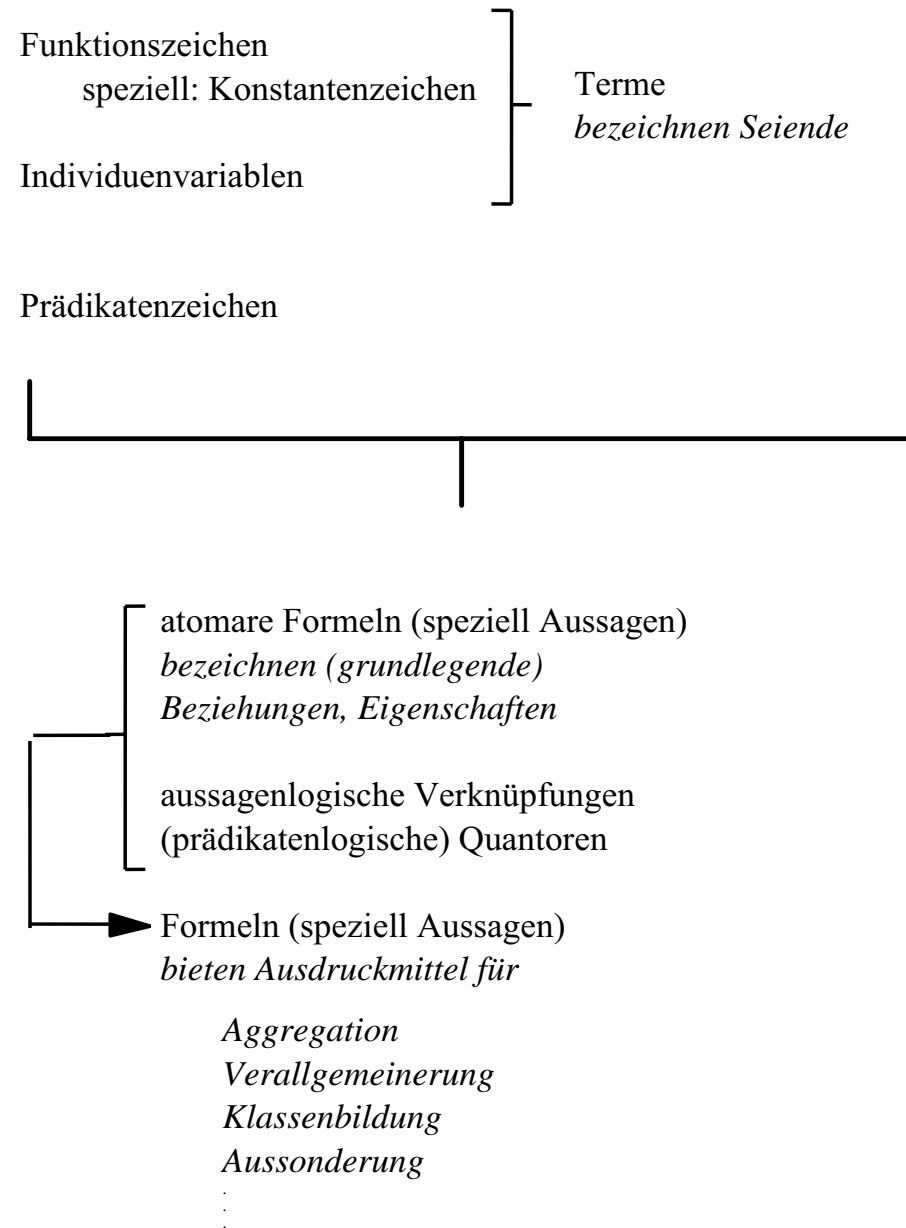 Funktionszeichen
speziell: Konstantenzeichen
Terme
bezeichnen Seiende
Individuenvariablen
Prädikatenzeichen
atomare Formeln (speziell Aussagen)
bezeichnen (grundlegende)
Beziehungen, Eigenschaften
aussagenlogische Verknüpfungen
(prädikatenlogische) Quantoren
Formeln (speziell Aussagen)
bieten Ausdruckmittel für
Aggregation
Verallgemeinerung
Klassenbildung
Aussonderung
.
.
.